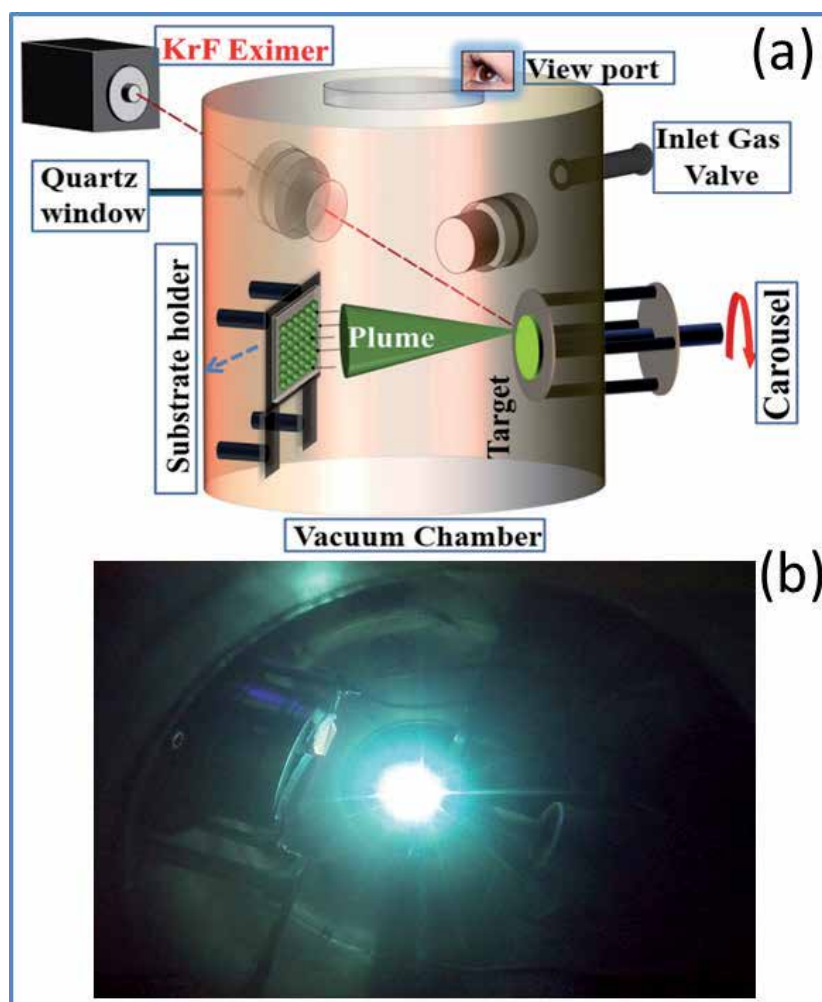 (a)
KrF Eximer
View port
Inlet Gas
Valve
Quartz
window
Substrate holder
Plume
Target
Carousel
Vacuum Chamber
(b)